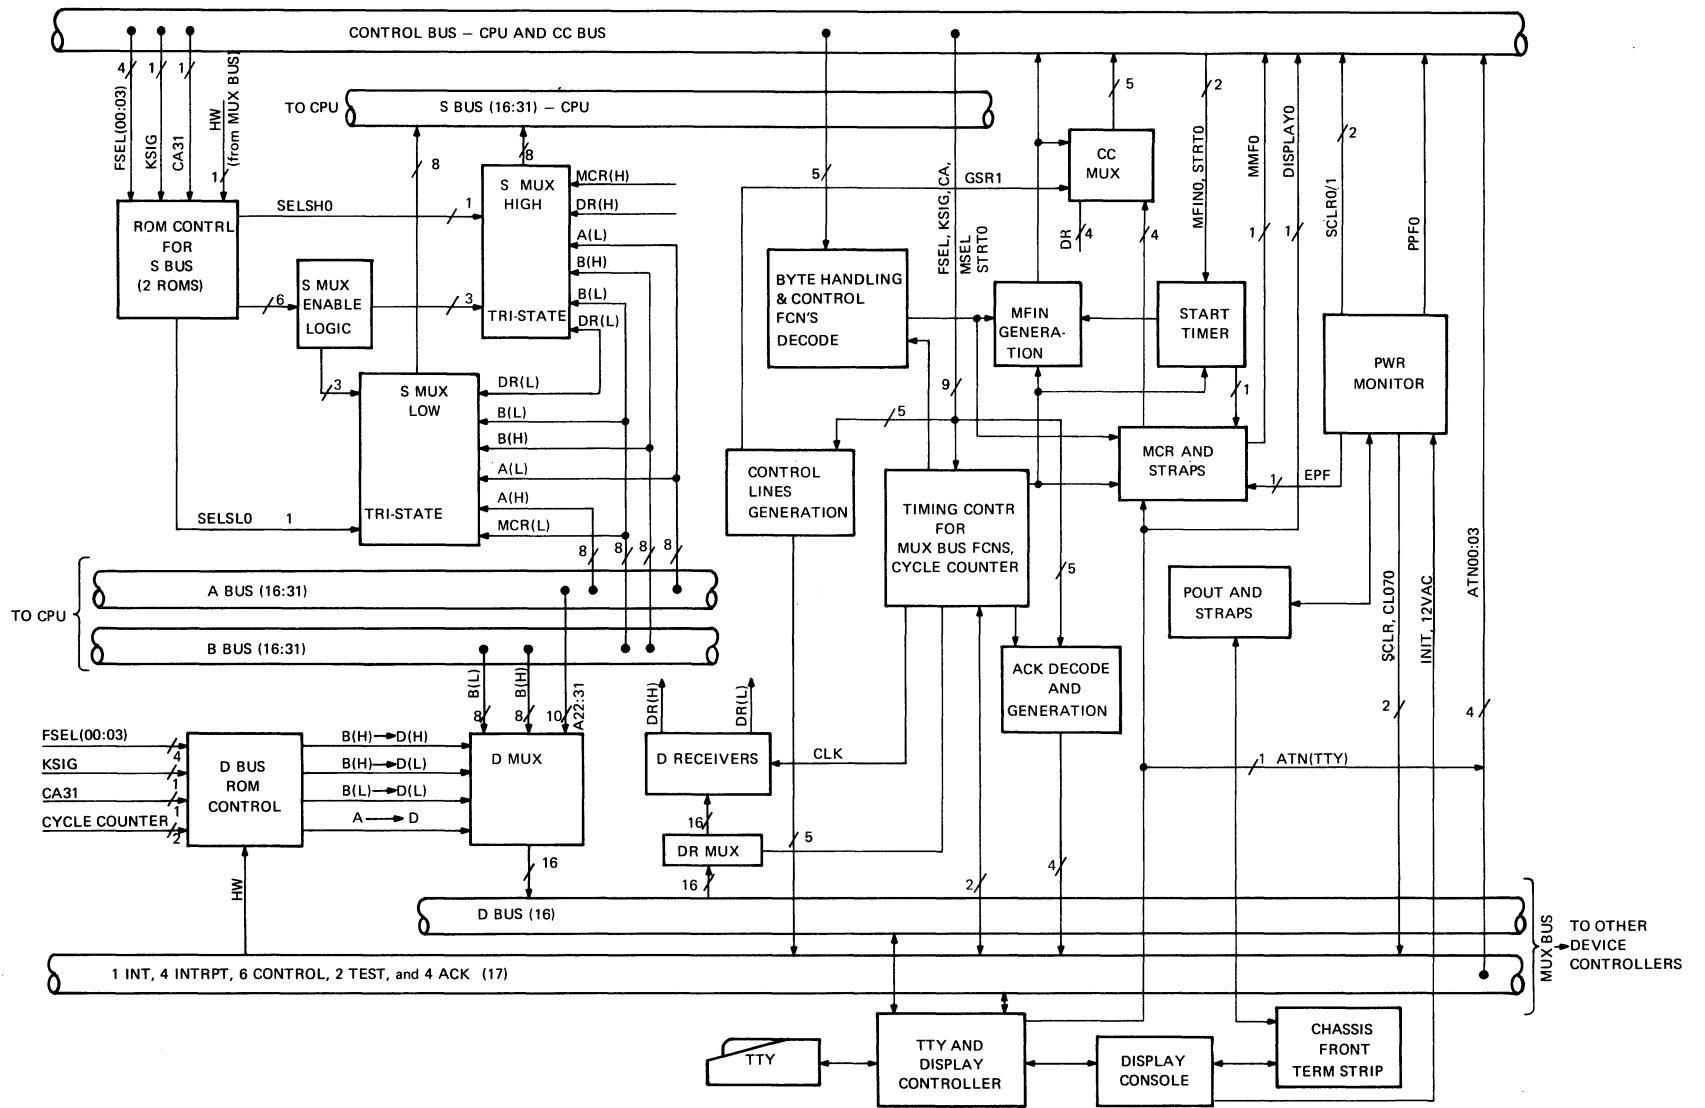 CONTROL BUS – CPU AND CC BUS
4
1
1
FSEL(00:03)
KSIG
CA31
HW
(from MUX BUS)
1
TO CPU
S BUS (16:31) – CPU
8
8
5
2
ROM CONTRL
FOR
S BUS
(2 ROMS)
SELSH0
1
S MUX
HIGH
TRI-STATE
MCR(H)
DR(H)
A(L)
B(H)
B(L)
DR(L)
6
S MUX
ENABLE
LOGIC
3
3
SELSL0
1
S MUX
LOW
TRI-STATE
DR(L)
B(L)
B(H)
A(L)
A(H)
MCR(L)
8
8
8
8
5
GSR1
FSEL, KSIG, CA,
MSEL
STRT0
CC
MUX
DR
4
4
MFIN0, STRT0
MMF0
1
DISPLAY0
1
SCLR0/1
2
PPF0
BYTE HANDLING
& CONTROL
FCN'S
DECODE
MFIN
GENERA-
TION
START
TIMER
1
PWR
MONITOR
9
5
CONTROL
LINES
GENERATION
TIMING CONTR
FOR
MUX BUS FCNS,
CYCLE COUNTER
MCR AND
STRAPS
1
EPF
5
POUT AND
STRAPS
SCLR, CL070
INIT, 12VAC
ATN00:03
TO CPU
A BUS (16:31)
B BUS (16:31)
B(L)
8
B(H)
8
10
A22:31
DR(H)
DR(L)
ACK DECODE
AND
GENERATION
2
4
FSEL(00:03)
4
KSIG
1
CA31
1
CYCLE COUNTER
2
D BUS
ROM
CONTROL
B(H)→D(H)
B(H)→D(L)
B(L)→D(L)
A→D
D MUX
D RECEIVERS
CLK
1 ATN(TTY)
16
DR MUX
16
16
5
2
4
HW
D BUS (16)
1 INT, 4 INTRPT, 6 CONTROL, 2 TEST, and 4 ACK (17)
MUX BUS
TO OTHER
DEVICE
CONTROLLERS
TTY
TTY AND
DISPLAY
CONTROLLER
DISPLAY
CONSOLE
CHASSIS
FRONT
TERM STRIP